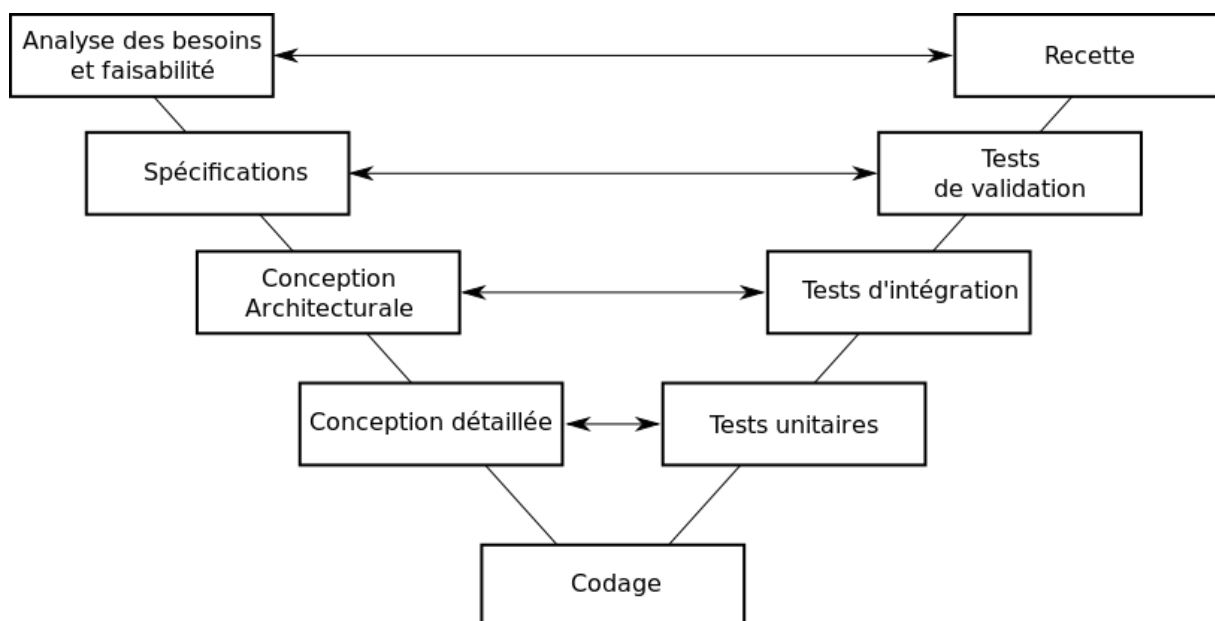 Analyse des besoins
et faisabilité
Recette
Spécifications
Tests
de validation
Conception
Architecturale
Tests d'intégration
Conception détaillée
Tests unitaires
Codage